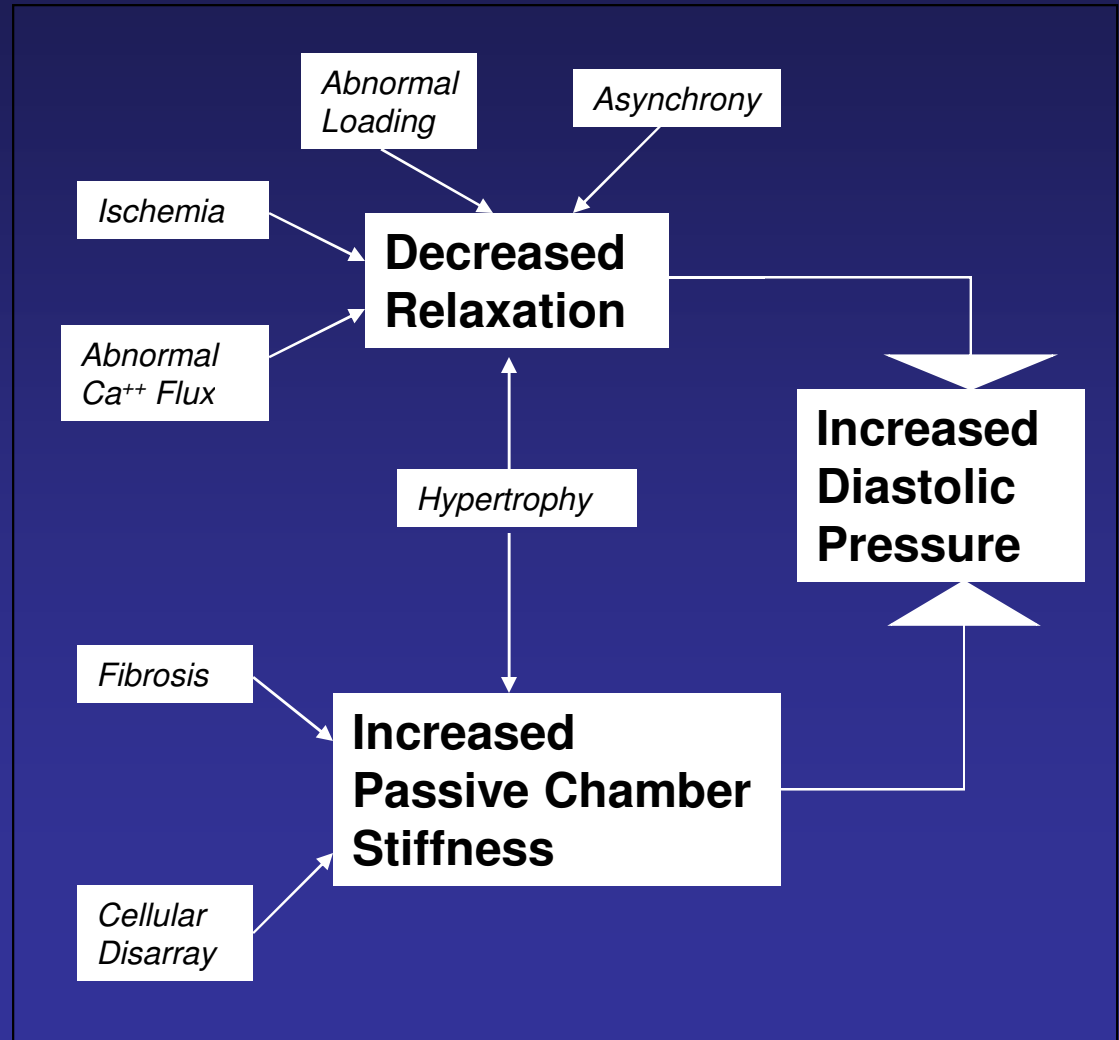 Abnormal
Loading
Asynchrony
Ischemia
Decreased
Relaxation
Abnormal
Ca⁺⁺ Flux
Increased
Diastolic
Pressure
Hypertrophy
Fibrosis
Increased
Passive Chamber
Stiffness
Cellular
Disarray